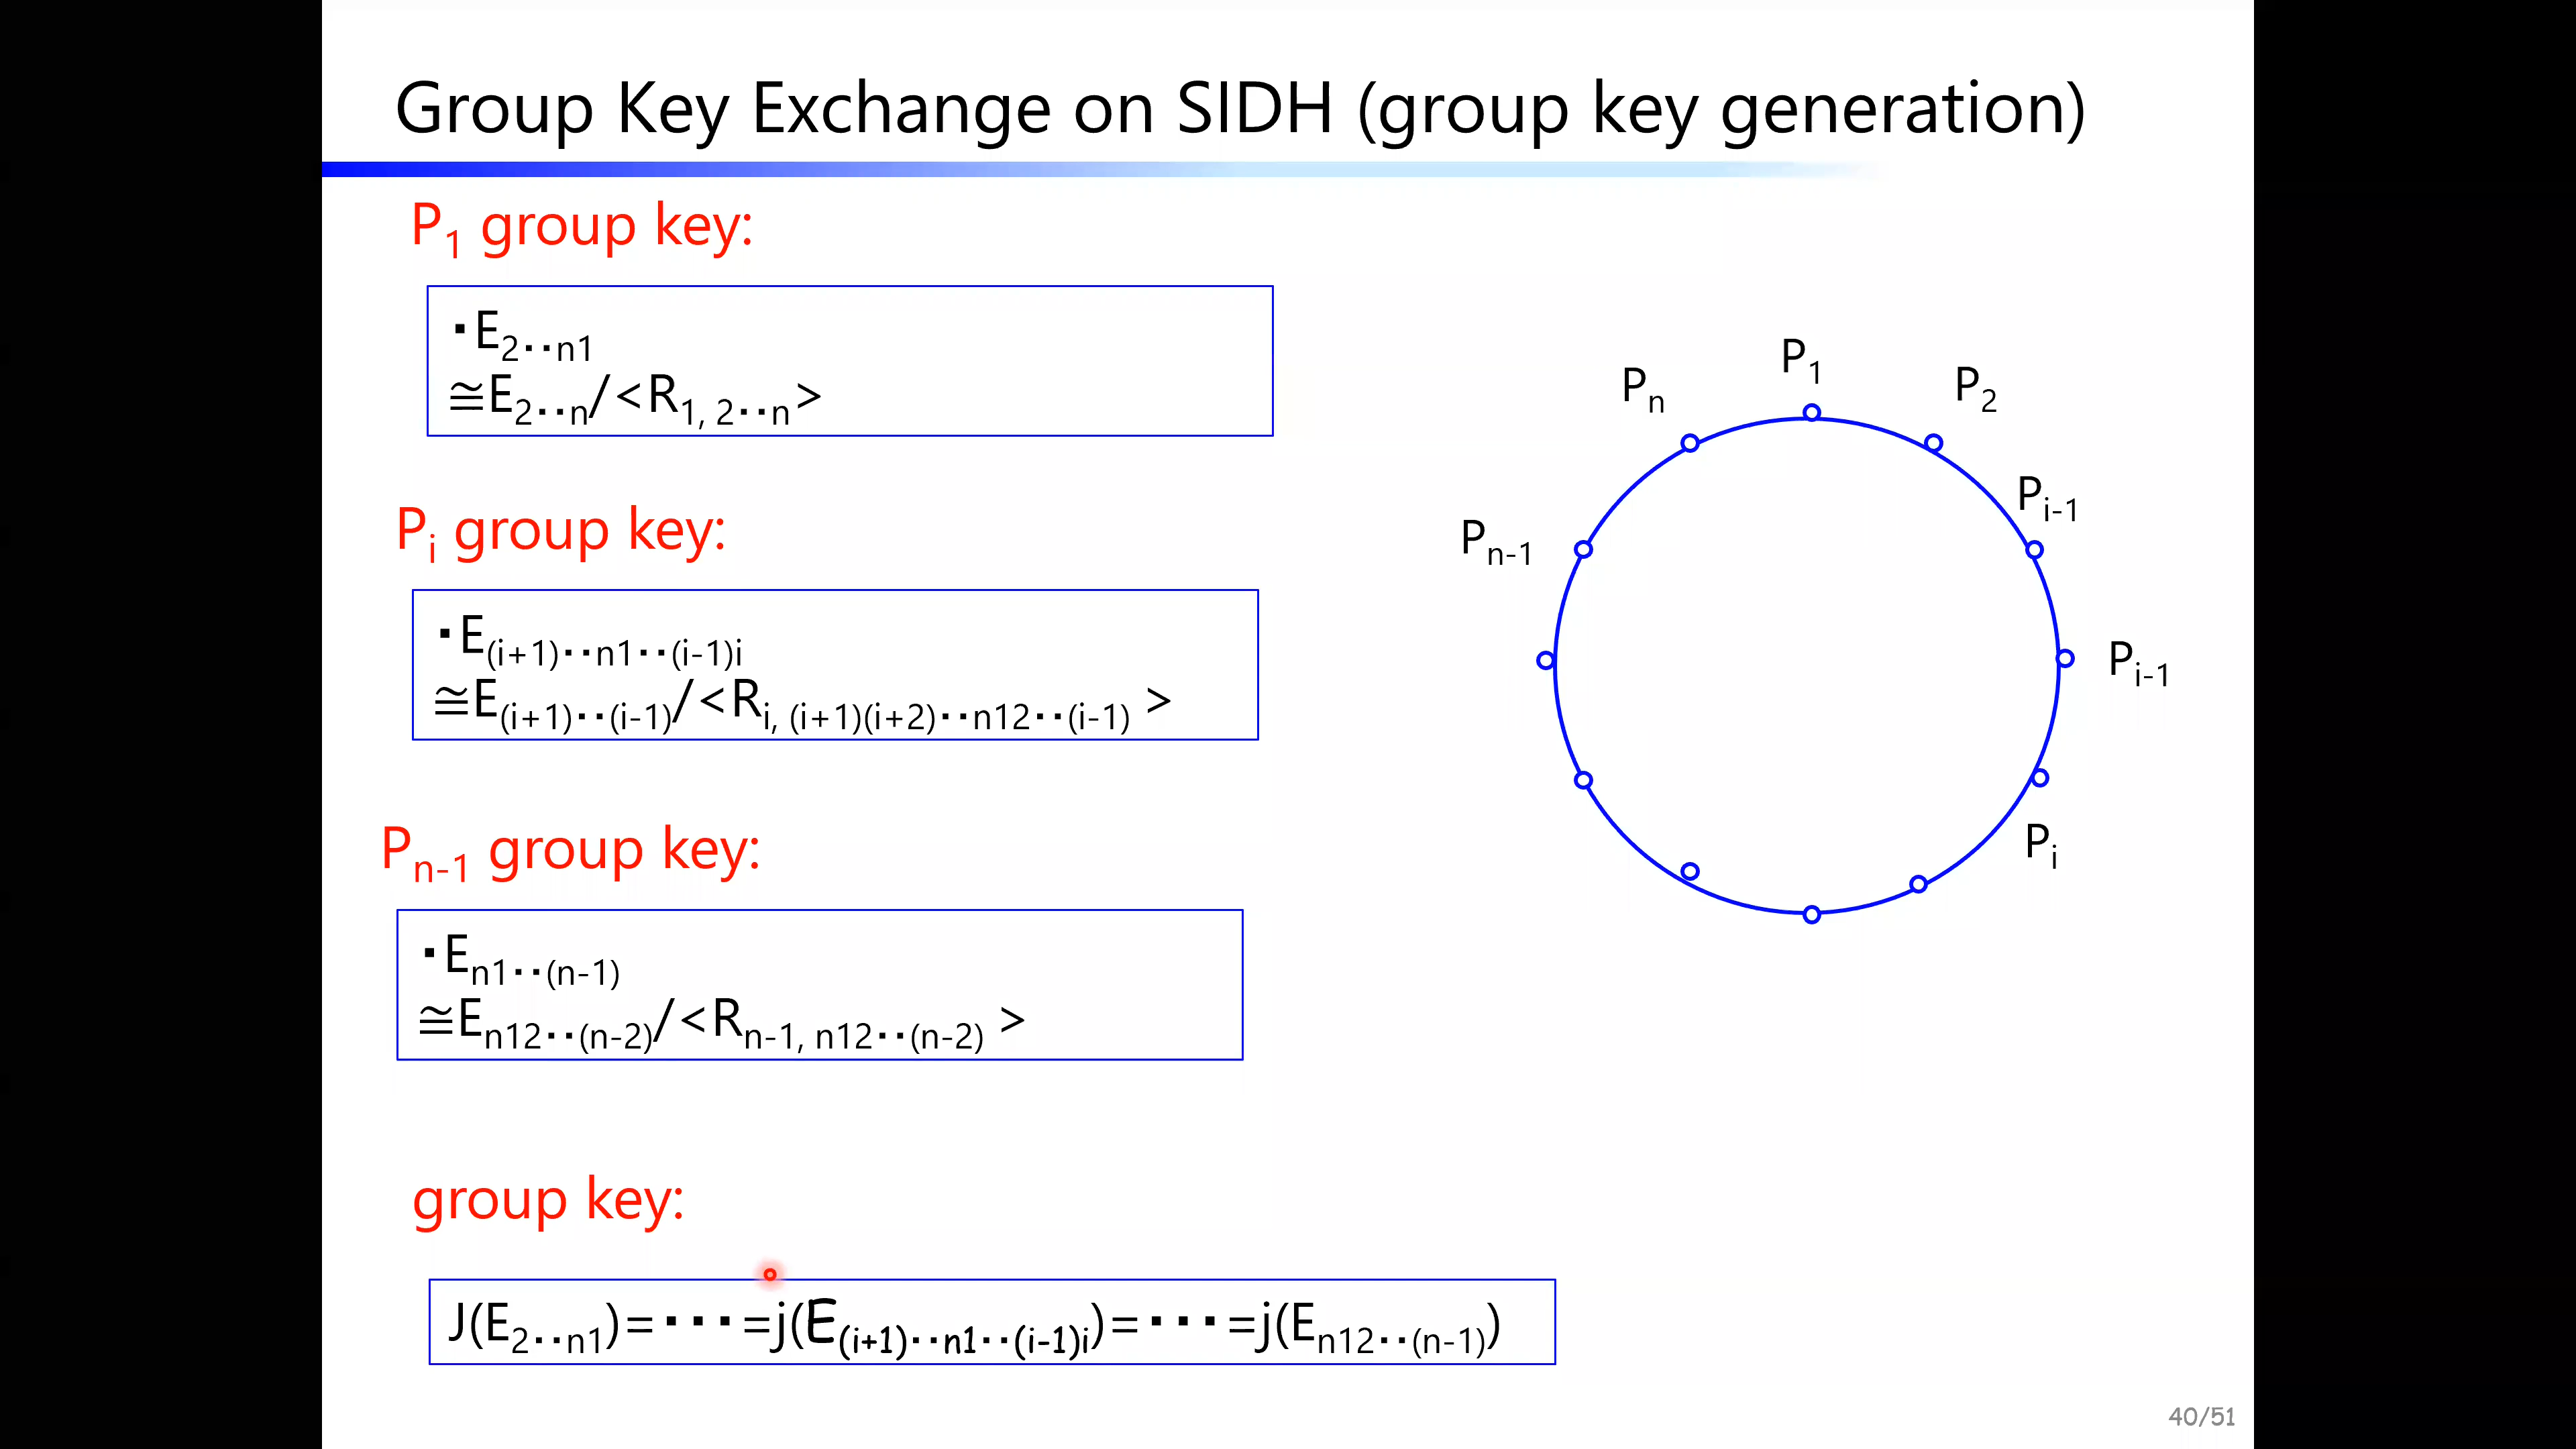 Group Key Exchange on SIDH (group key generation)
P1 group key:
･E2･･n1
≅E2･･n/<R1, 2･･n>
Pi group key:
･E(i+1)･･n1･･(i-1)i
≅E(i+1)･･(i-1)/<Ri, (i+1)(i+2)･･n12･･(i-1) >
Pn-1 group key:
･En1･･(n-1)
≅En12･･(n-2)/<Rn-1, n12･･(n-2) >
group key:
J(E2･･n1)=･･･=j(E(i+1)･･n1･･(i-1)i)=･･･=j(En12･･(n-1))
P1
Pn
P2
Pi-1
Pn-1
Pi-1
Pi
40/51